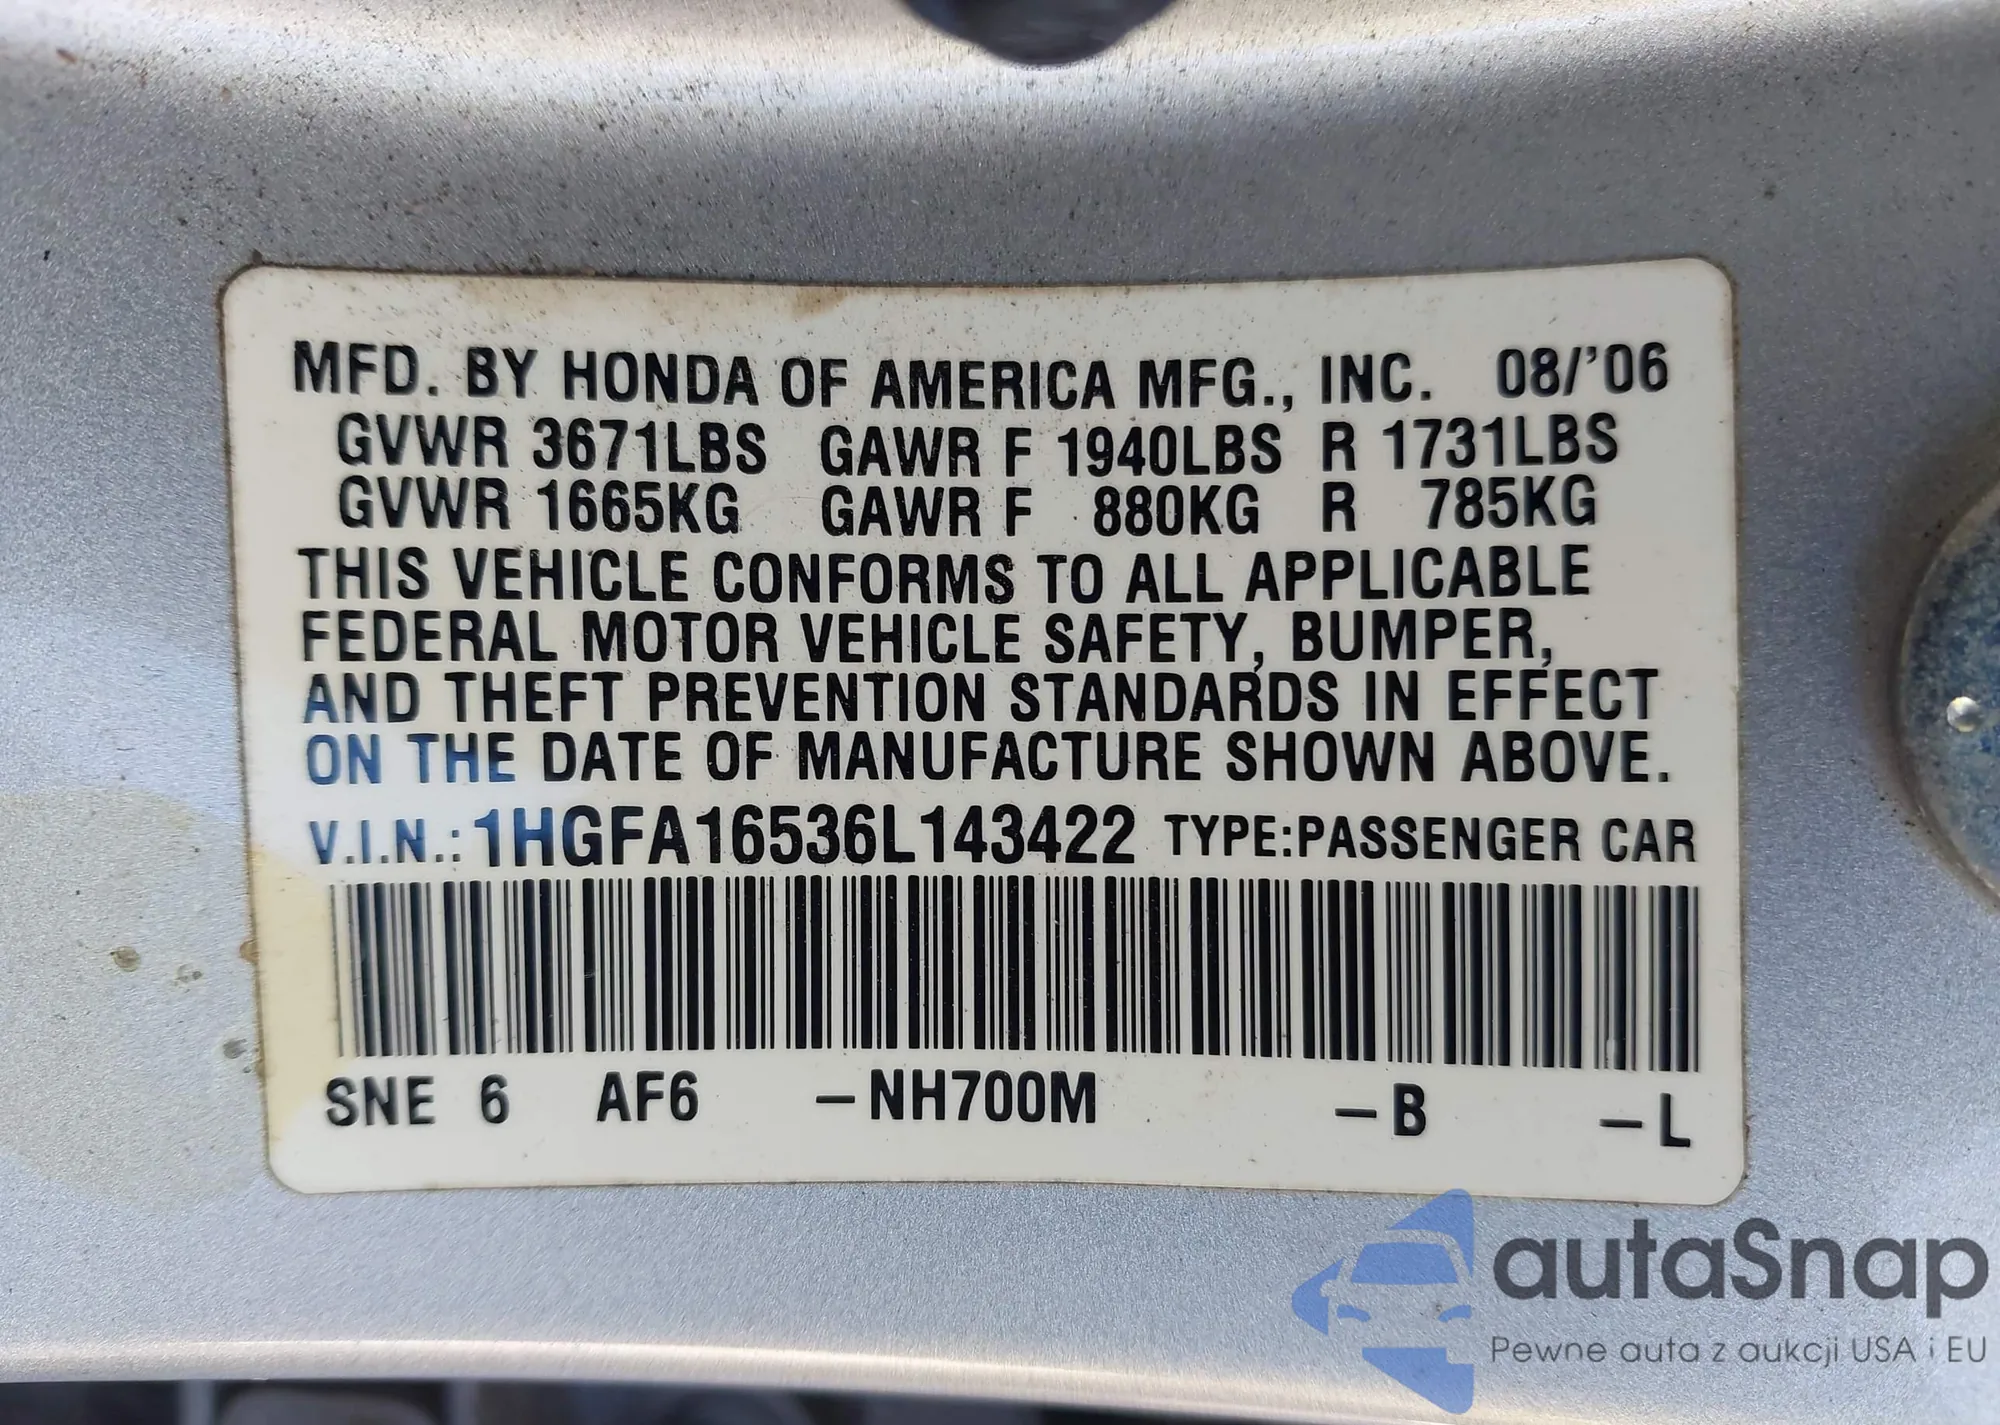 MFD. BY HONDA OF AMERICA MFG., INC. 08/'06
GVWR 3671LBS GAWR F 1940LBS R 1731LBS
GVWR 1665KG GAWR F 880KG R 785KG
THIS VEHICLE CONFORMS TO ALL APPLICABLE
FEDERAL MOTOR VEHICLE SAFETY, BUMPER,
AND THEFT PREVENTION STANDARDS IN EFFECT
ON THE DATE OF MANUFACTURE SHOWN ABOVE.
V.I.N.: 1HGFA16536L143422 TYPE:PASSENGER CAR
SNE 6 AF6 –NH700M –B –L
autaSnap
Pewne auta z aukcji USA i EU